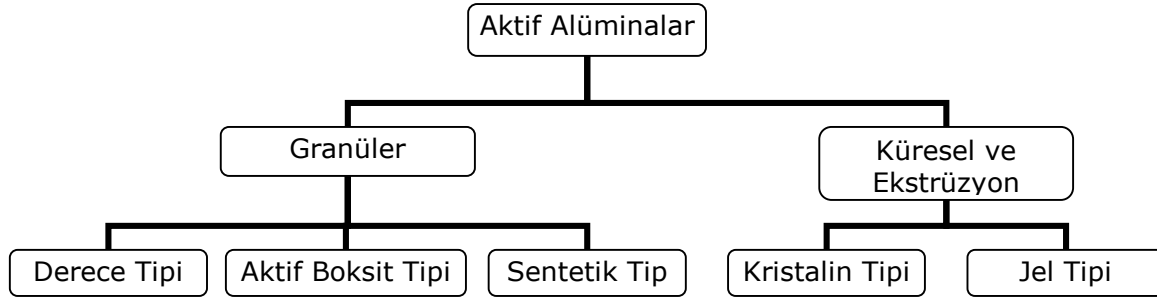 Aktif Alüminalar
Granüler
Küresel ve
Ekstrüzyon
Derece Tipi
Aktif Boksit Tipi
Sentetik Tip
Kristalin Tipi
Jel Tipi